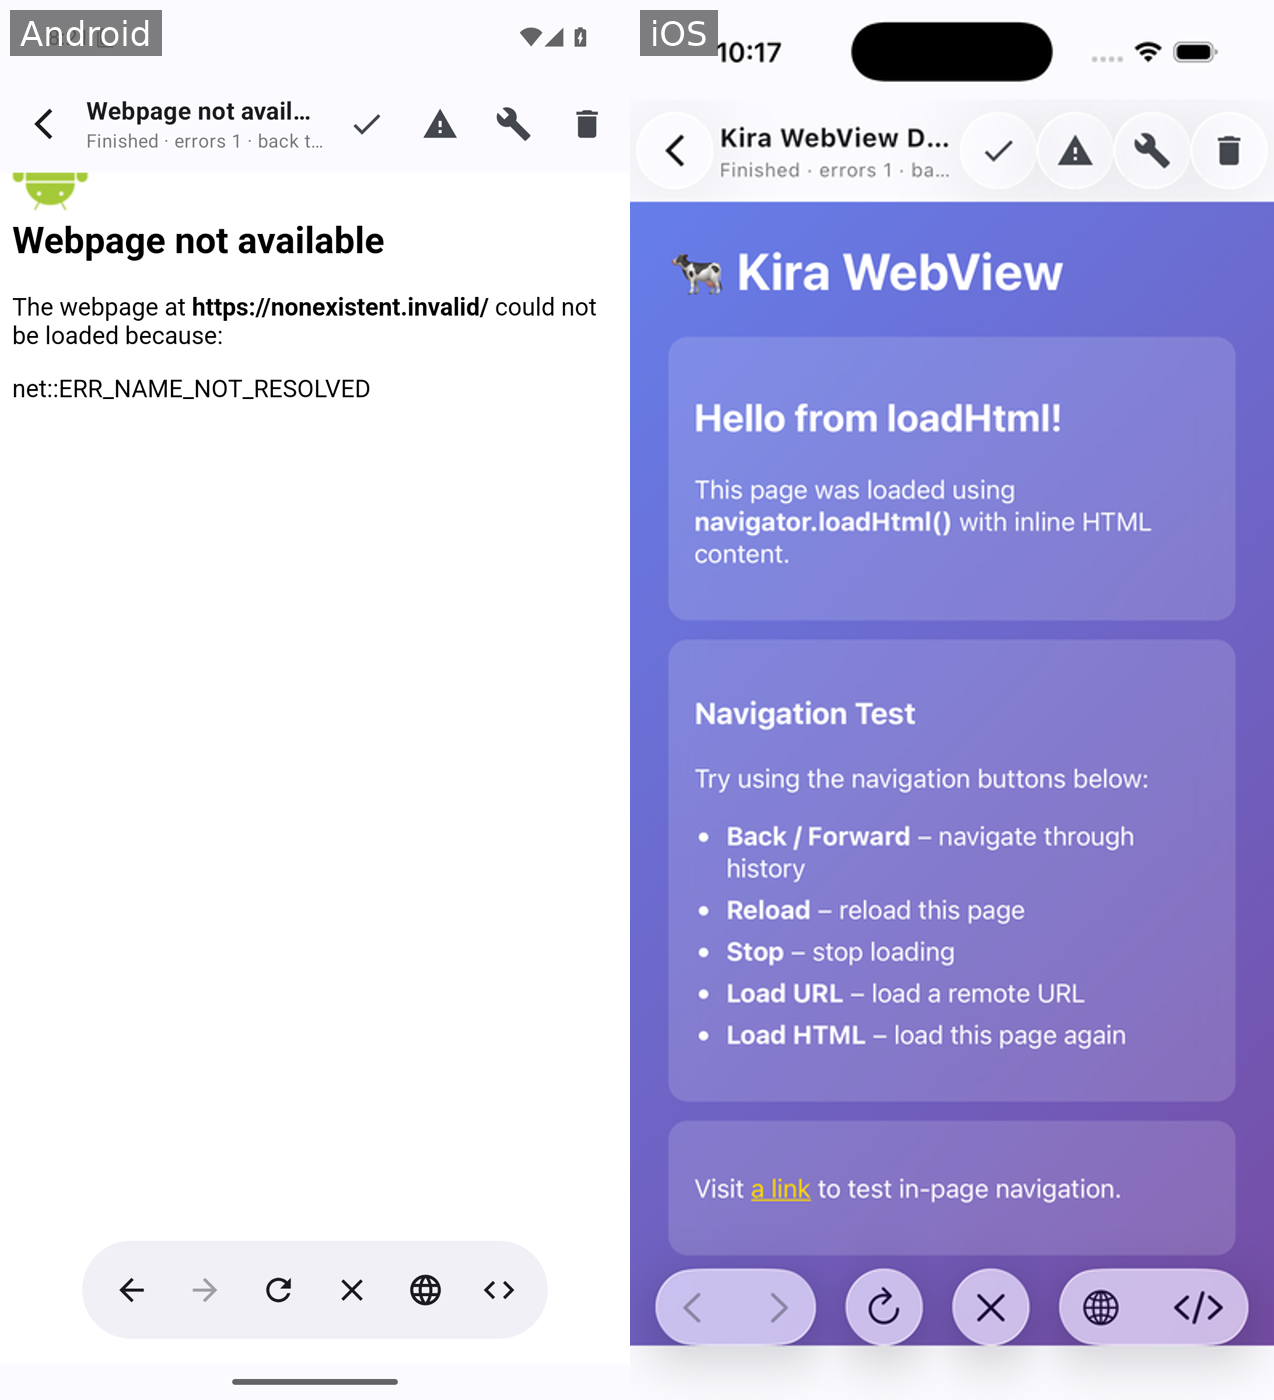 Android
Webpage not avail...
Finished · errors 1 · back t...
Webpage not available
The webpage at https://nonexistent.invalid/ could not
be loaded because:
net::ERR_NAME_NOT_RESOLVED
iOS
10:17
Kira WebView D...
Finished · errors 1 · ba...
🐄 Kira WebView
Hello from loadHtml!
This page was loaded using
navigator.loadHtml() with inline HTML
content.
Navigation Test
Try using the navigation buttons below:
• Back / Forward – navigate through
history
• Reload – reload this page
• Stop – stop loading
• Load URL – load a remote URL
• Load HTML – load this page again
Visit a link to test in-page navigation.